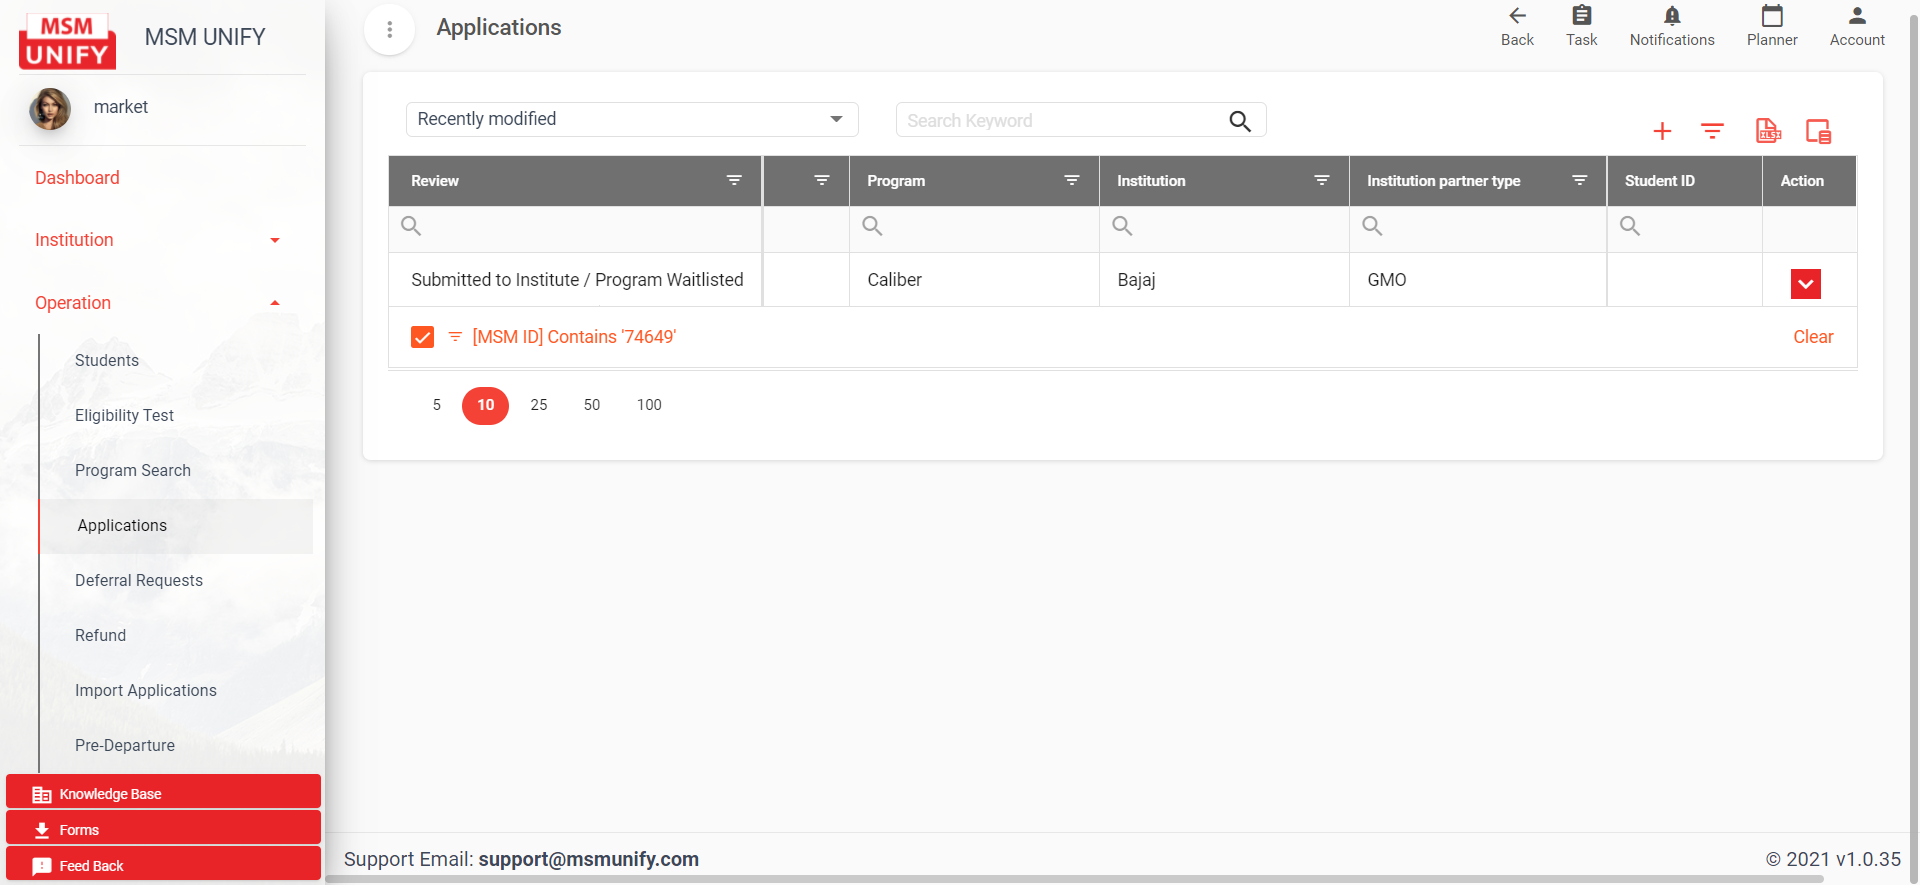 MSM
UNIFY
MSM UNIFY
market
Dashboard
Institution
Operation
Students
Eligibility Test
Program Search
Applications
Deferral Requests
Refund
Import Applications
Pre-Departure
Knowledge Base
Forms
Feed Back
Applications
Back
Task
Notifications
Planner
Account
Recently modified
Search Keyword
Review
Program
Institution
Institution partner type
Student ID
Action
Submitted to Institute / Program Waitlisted
Caliber
Bajaj
GMO
[MSM ID] Contains '74649'
Clear
5 10 25 50 100
Support Email: support@msmunify.com
© 2021 v1.0.35